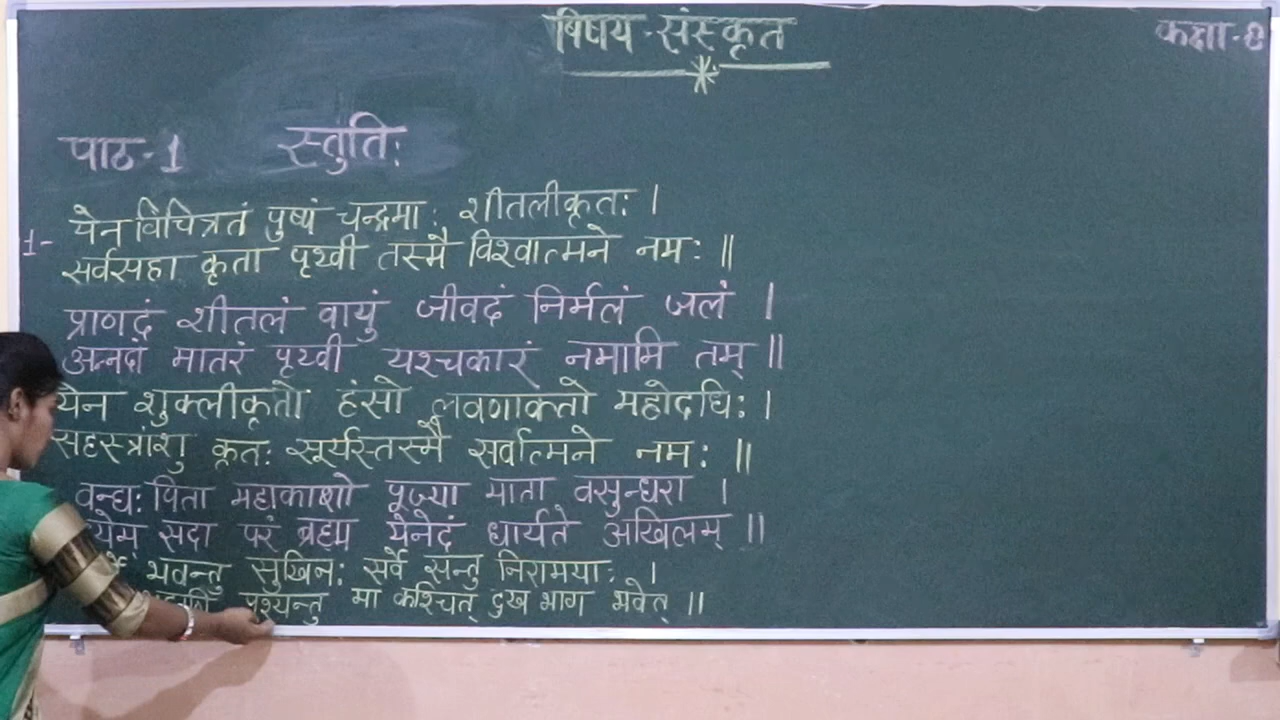 विषय-संस्कृत
कक्षा-8
पाठ-1 स्तुतिः
1- येन विचित्रतं पुष्पं चन्द्रमाः शीतलीकृतः ।
सर्वसहा कृता पृथ्वी तस्मै विश्वात्मने नमः ॥
प्राणदं शीतलं वायुं जीवदं निर्मलं जलं ।
अन्नदां मातरं पृथ्वी यश्चकारं नमामि तम् ॥
येन शुक्लीकृतो हंसो लवणाक्तो महोदधिः ।
सहस्त्रांशु कृतः सूर्यस्तस्मै सर्वात्मने नमः ॥
वन्द्यः पिता महाकाशो पूज्या माता वसुन्धरा ।
सदा परं ब्रह्म येनेदं धार्यते अखिलम् ॥
भवन्तु सुखिनः सर्वे सन्तु निरामयाः ।
पश्यन्तु मा कश्चित् दुख भाग भवेत् ॥